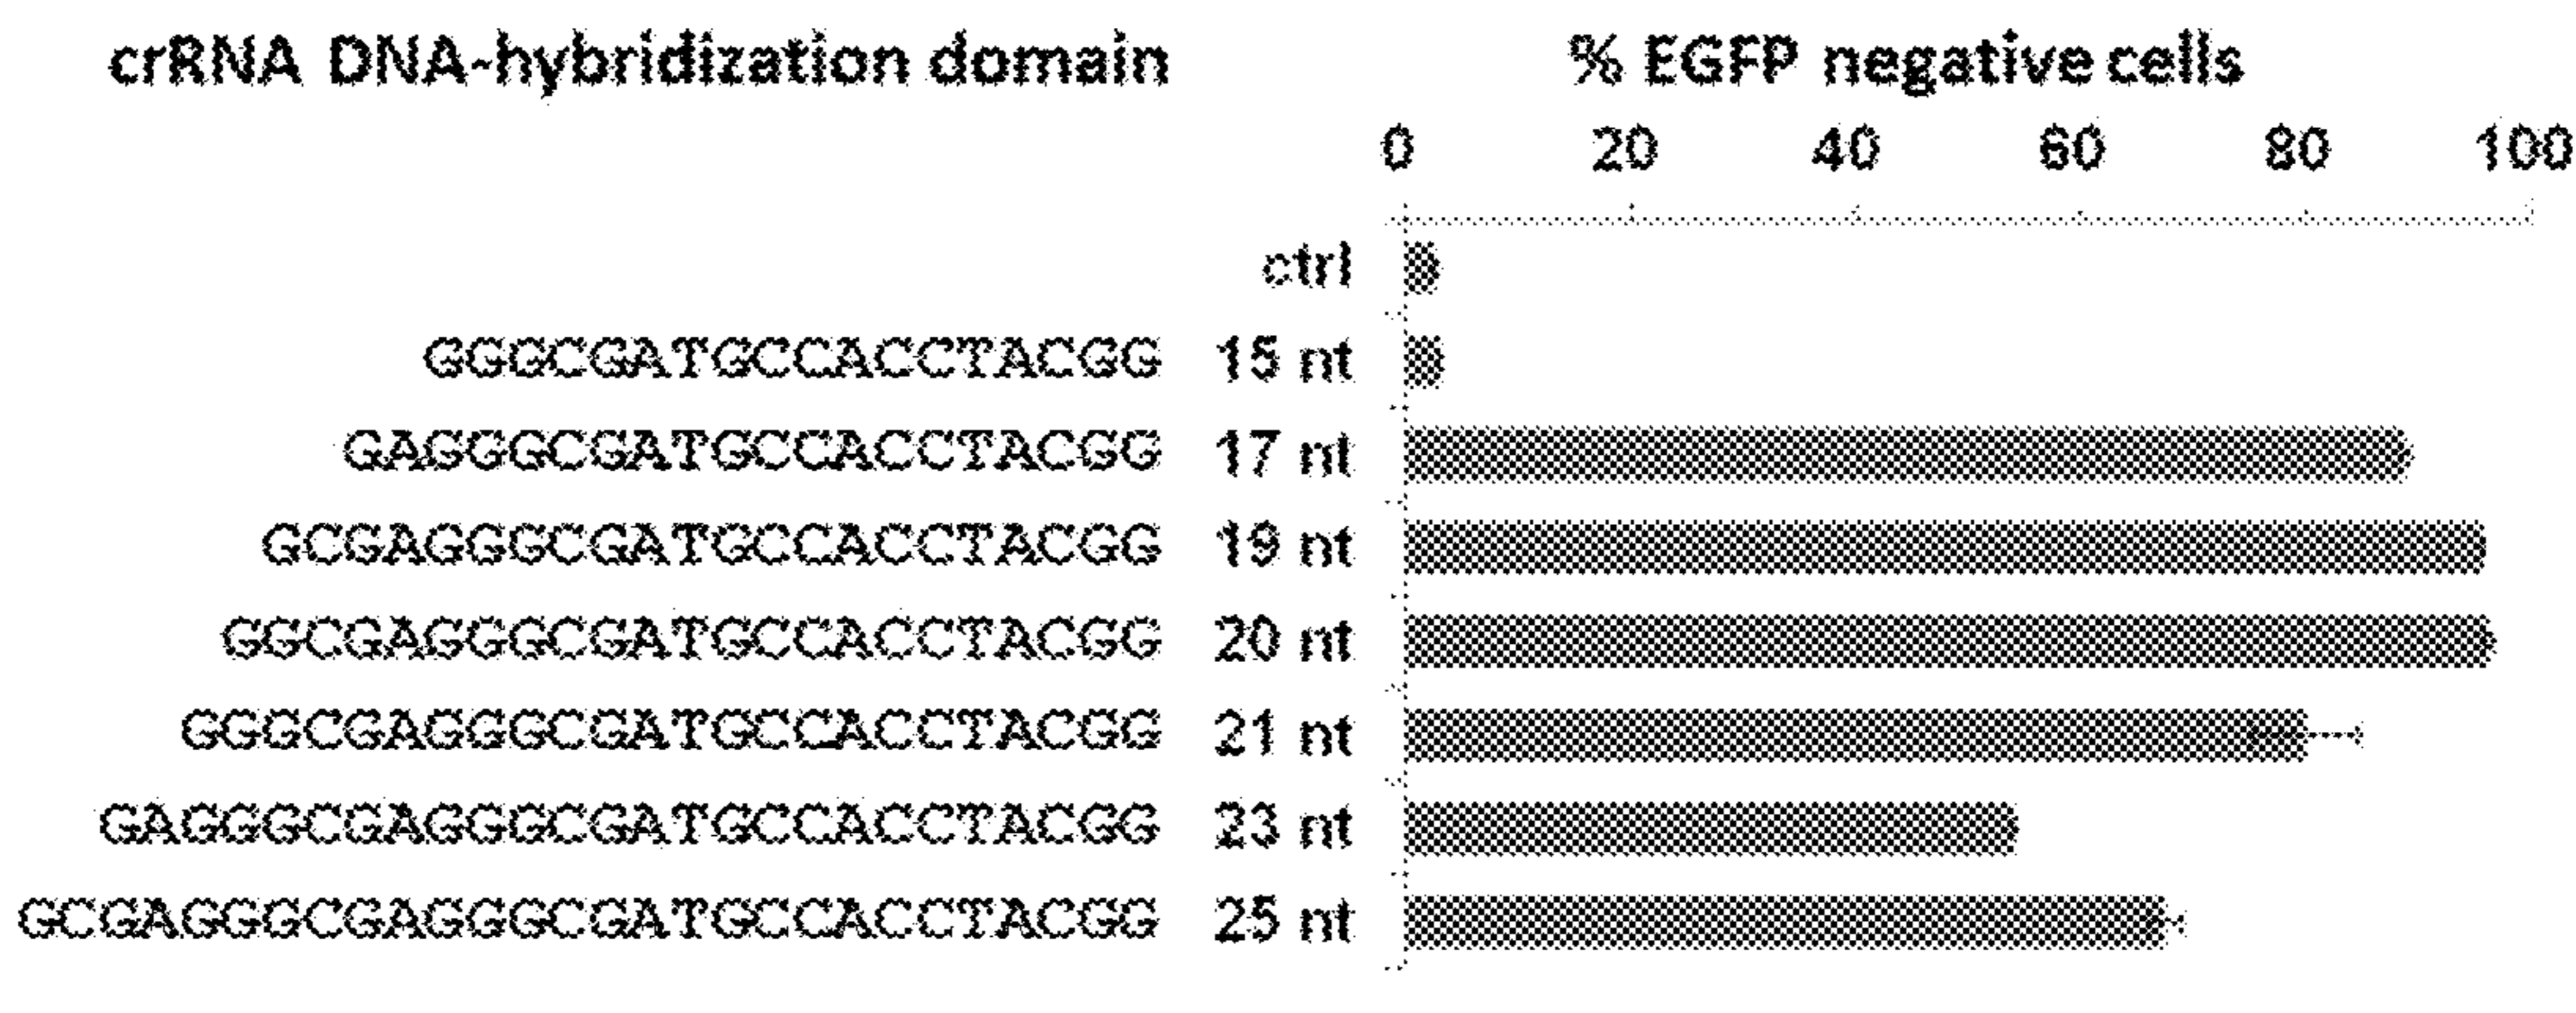 crRNA DNA-hybridization domain % EGFP negative cells
0 20 40 60 80 100
ctrl
GGGCGATGCCACCTACGG 15 nt
GAGGGCGATGCCACCTACGG 17 nt
GCGAGGGCGATGCCACCTACGG 19 nt
GGCGAGGGCGATGCCACCTACGG 20 nt
GGGCGAGGGCGATGCCACCTACGG 21 nt
GAGGGCGAGGGCGATGCCACCTACGG 23 nt
GCGAGGGCGAGGGCGATGCCACCTACGG 25 nt